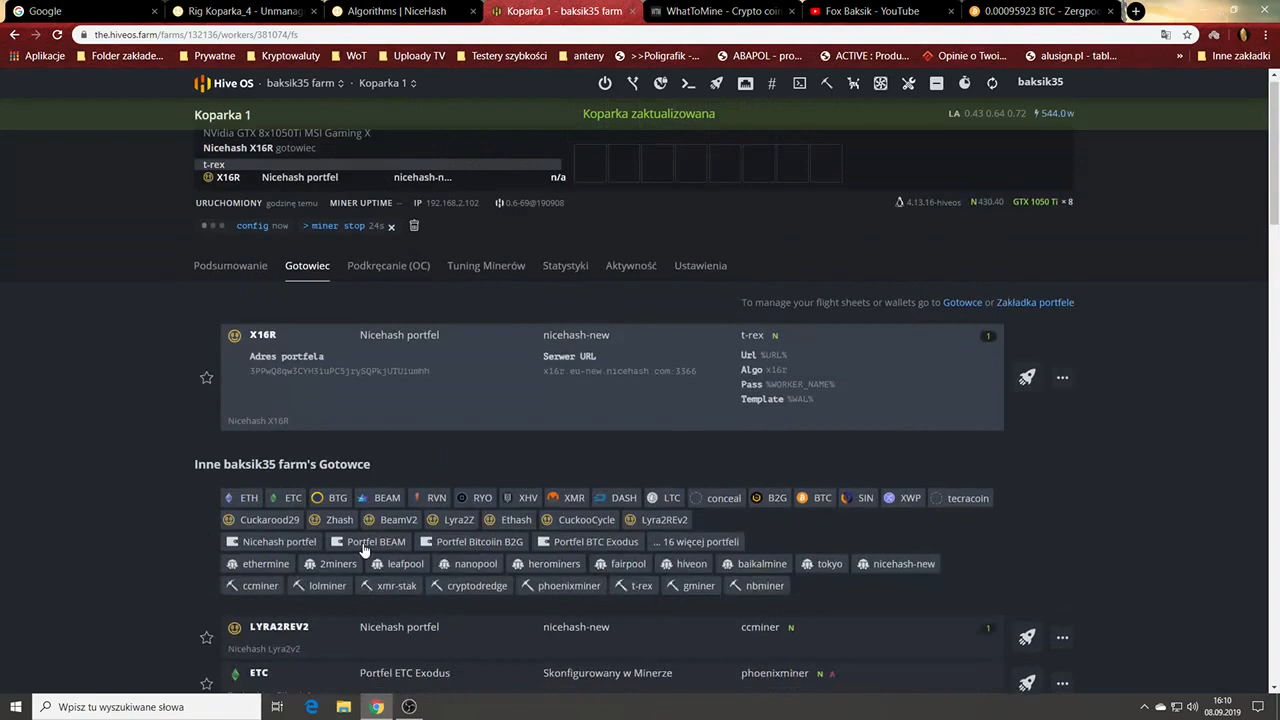 Google
Rig Koparka_4 - Unmana
Algorithms | NiceHash
Koparka 1 - baksik35 farm
WhatToMine - Crypto coin
Fox Baksik - YouTube
0.00095923 BTC - Zergpoo
the.hiveos.farm/farms/132136/workers/381074/fs
Aplikacje
Folder zakłade...
Prywatne
Kryptowaluty
WoT
Uploady TV
Testery szybkości
anteny
>>Poligrafik -...
ABAPOL - pro...
ACTIVE : Produ...
Opinie o Twoi...
alusign.pl - tabl...
Inne zakładki
Hive OS
baksik35 farm
Koparka 1
baksik35
Koparka 1
Koparka zaktualizowana
LA 0.43 0.64 0.72
544.0 w
NVidia GTX 8x1050Ti MSI Gaming X
Nicehash X16R gotowiec
t-rex
X16R Nicehash portfel nicehash-n... n/a
URUCHOMIONY godzinę temu MINER UPTIME -- IP 192.168.2.102 0.6-69@190908
4.13.16-hiveos N 430.40 GTX 1050 Ti × 8
config now > miner stop 24s ×
Podsumowanie Gotowiec Podkręcanie (OC) Tuning Minerów Statystyki Aktywność Ustawienia
To manage your flight sheets or wallets go to Gotowce or Zakładka portfele
X16R Nicehash portfel nicehash-new t-rex N 1
Adres portfela
Serwer URL
x16r.eu-new.nicehash.com:3366
Url %URL%
Algo x16r
Pass %WORKER_NAME%
Template %WAL%
Nicehash X16R
Inne baksik35 farm's Gotowce
ETH ETC BTG BEAM RVN RYO XHV XMR DASH LTC conceal B2G BTC SIN XWP tecracoin
Cuckarood29 Zhash BeamV2 Lyra2Z Ethash CuckooCycle Lyra2REv2
Nicehash portfel Portfel BEAM Portfel Bitcoiin B2G Portfel BTC Exodus ... 16 więcej portfeli
ethermine 2miners leafpool nanopool herominers fairpool hiveon baikalmine tokyo nicehash-new
ccminer lolminer xmr-stak cryptodredge phoenixminer t-rex gminer nbminer
LYRA2REV2 Nicehash portfel nicehash-new ccminer N 1
Nicehash Lyra2v2
ETC Portfel ETC Exodus Skonfigurowany w Minerze phoenixminer N A
Wpisz tu wyszukiwane słowa
16:10
08.09.2019